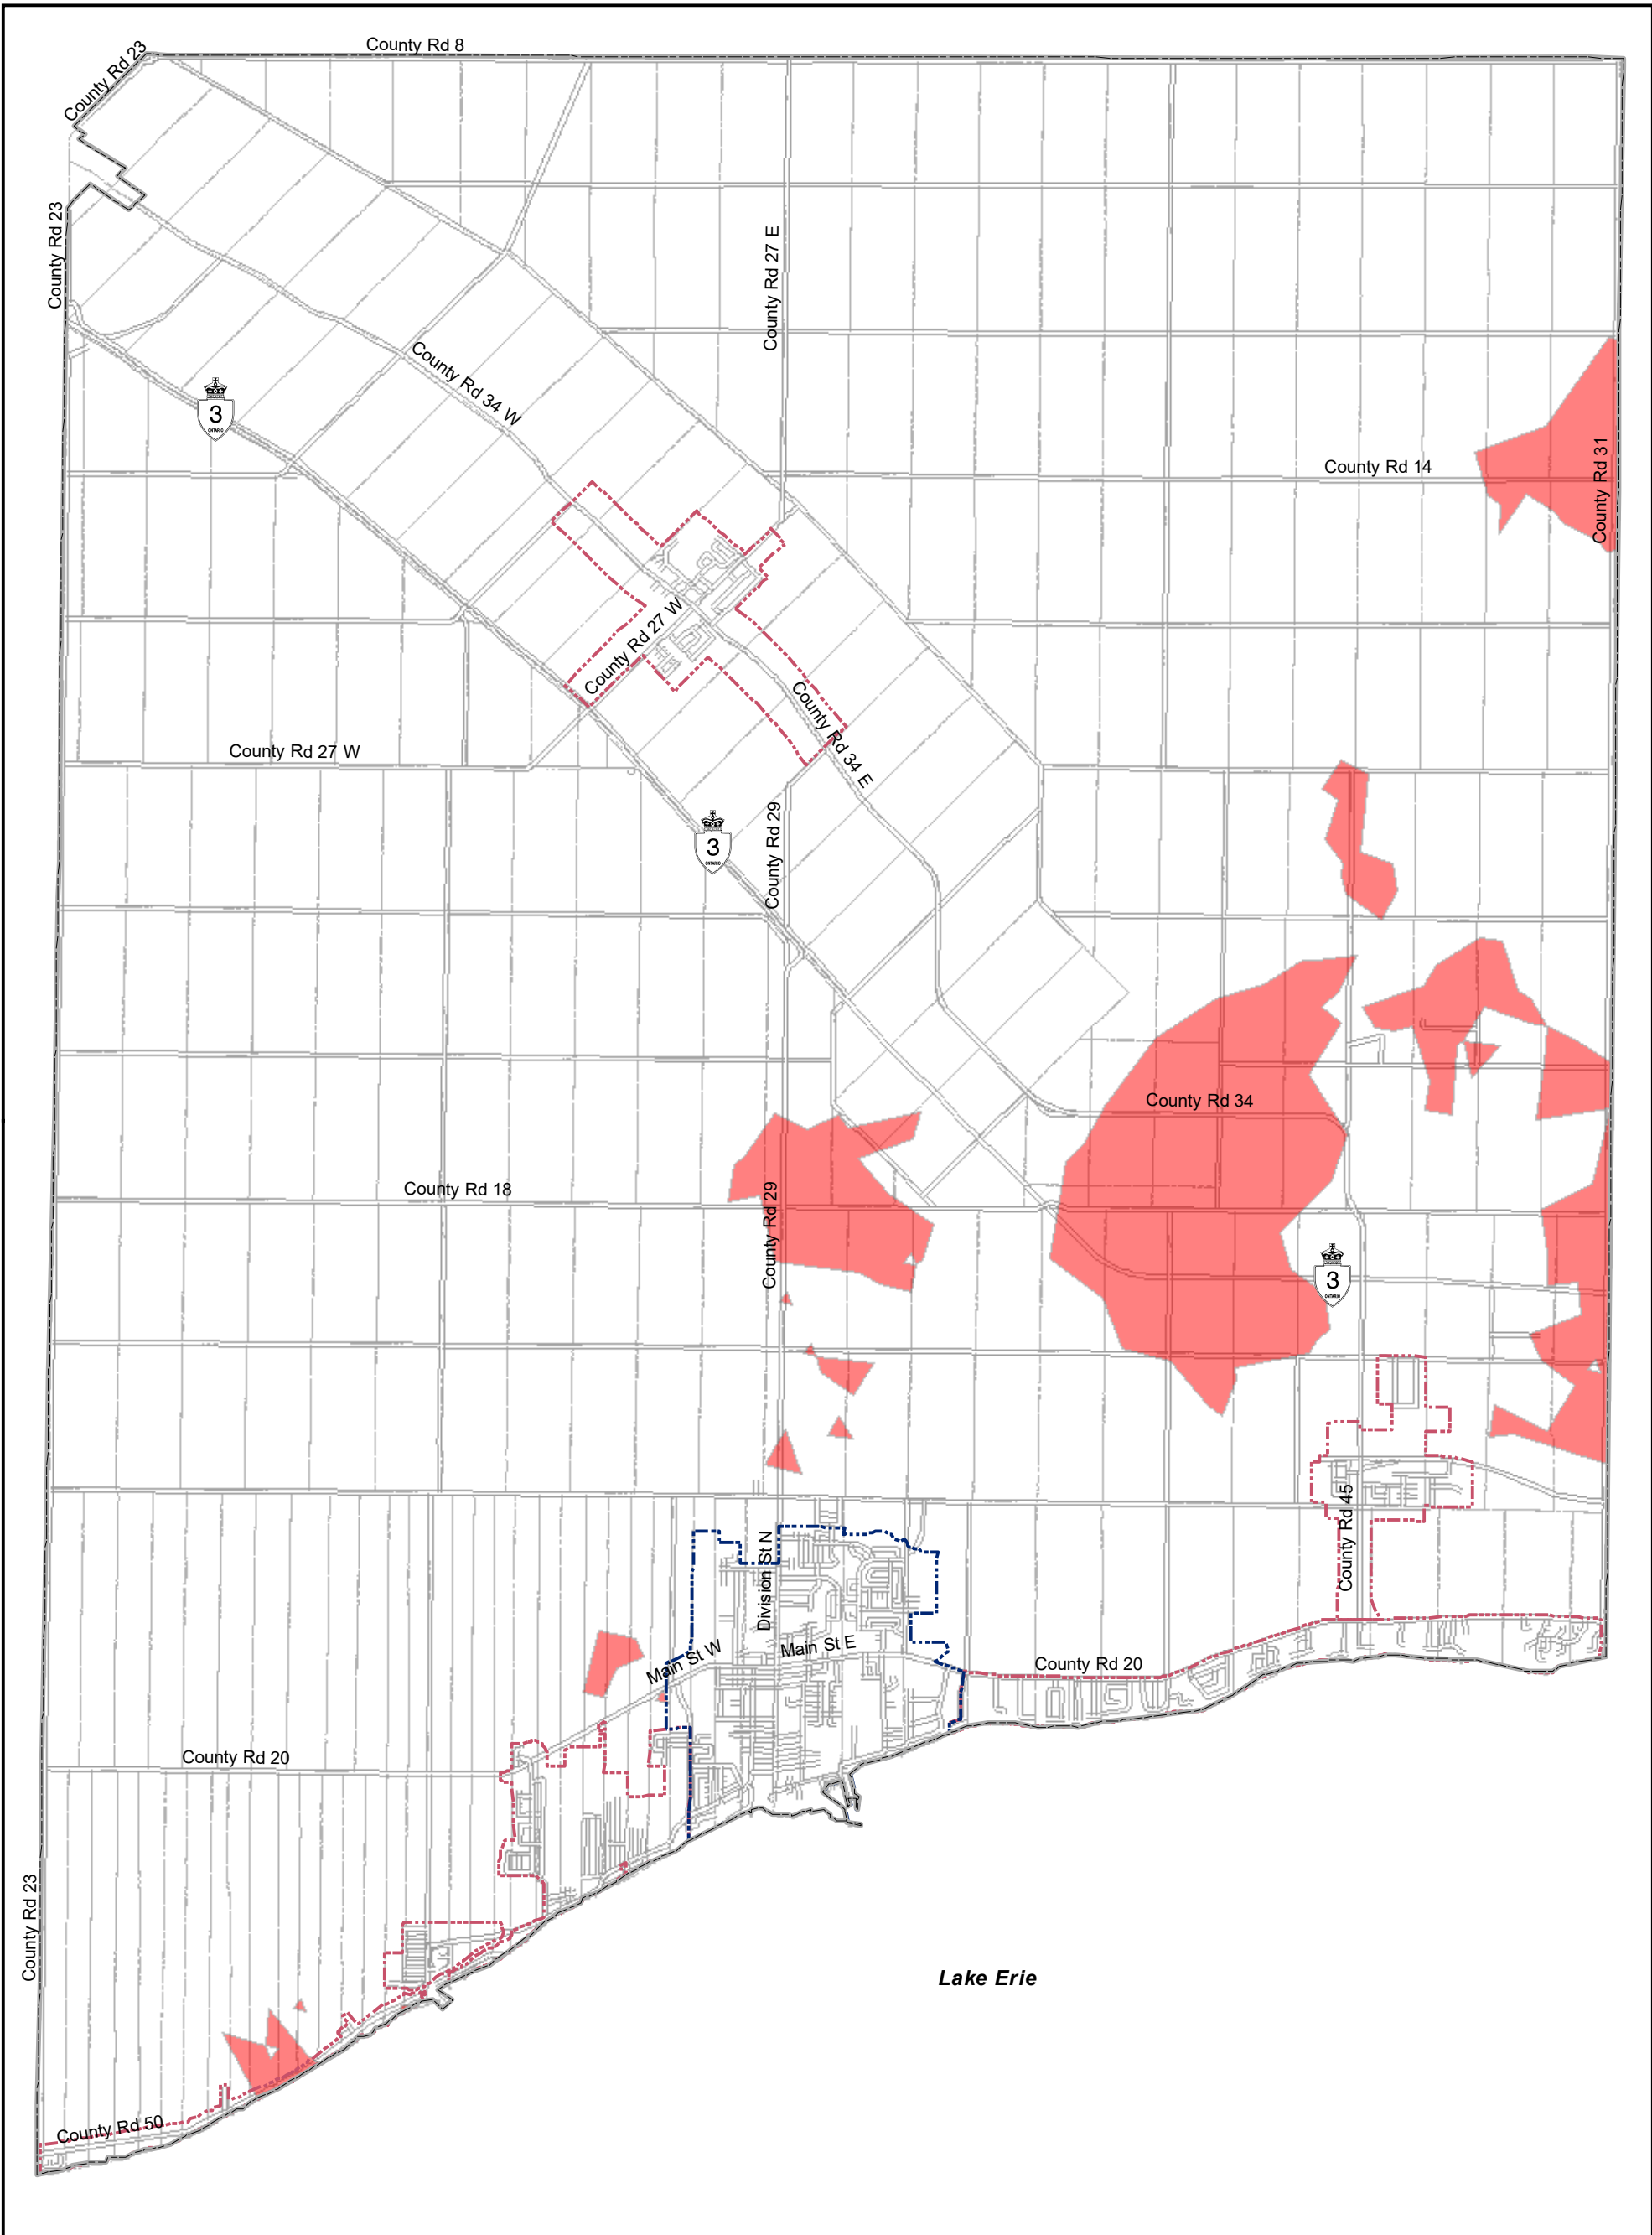 County Rd 8
County Rd 23
County Rd 23
County Rd 27 E
County Rd 34 W
3
ONTARIO
County Rd 14
County Rd 31
County Rd 27 W
County Rd 34 E
County Rd 27 W
3
ONTARIO
County Rd 29
County Rd 34
County Rd 18
County Rd 29
3
ONTARIO
County Rd 45
Division St N
Main St W
Main St E
County Rd 20
County Rd 20
County Rd 23
Lake Erie
County Rd 50